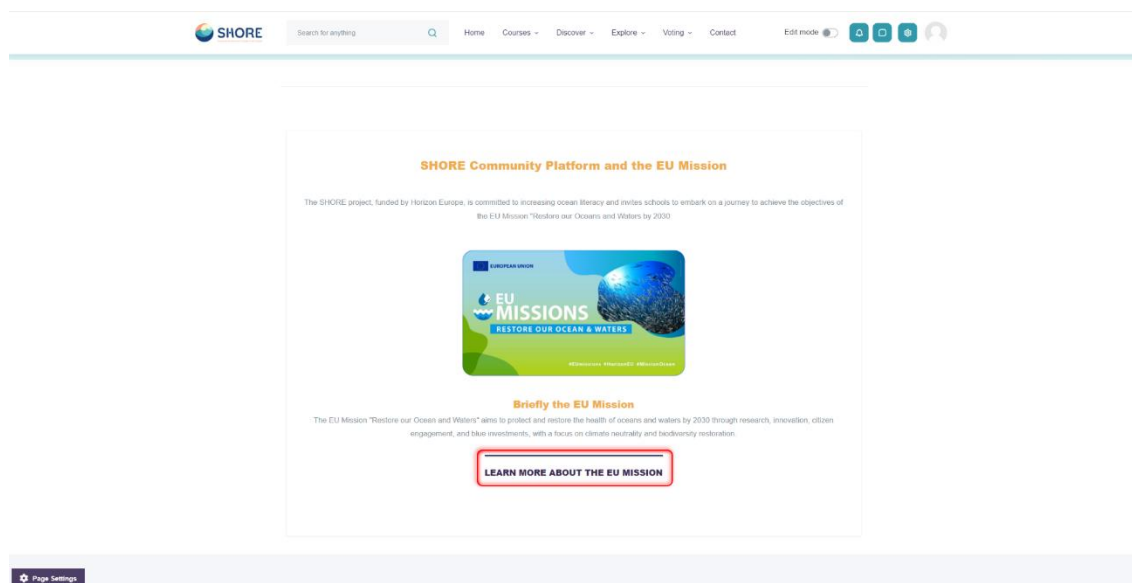 SHORE
Search for anything
Home Courses Discover Explore Voting Contact
Edit mode
SHORE Community Platform and the EU Mission
The SHORE project, funded by Horizon Europe, is committed to increasing ocean literacy and invites schools to embark on a journey to achieve the objectives of
the EU Mission "Restore our Oceans and Waters by 2030
EUROPEAN UNION
EU
MISSIONS
RESTORE OUR OCEAN & WATERS
#EUmissions #HorizonEU #MissionOcean
Briefly the EU Mission
The EU Mission "Restore our Ocean and Waters" aims to protect and restore the health of oceans and waters by 2030 through research, innovation, citizen
engagement, and blue investments, with a focus on climate neutrality and biodiversity restoration.
LEARN MORE ABOUT THE EU MISSION
Page Settings